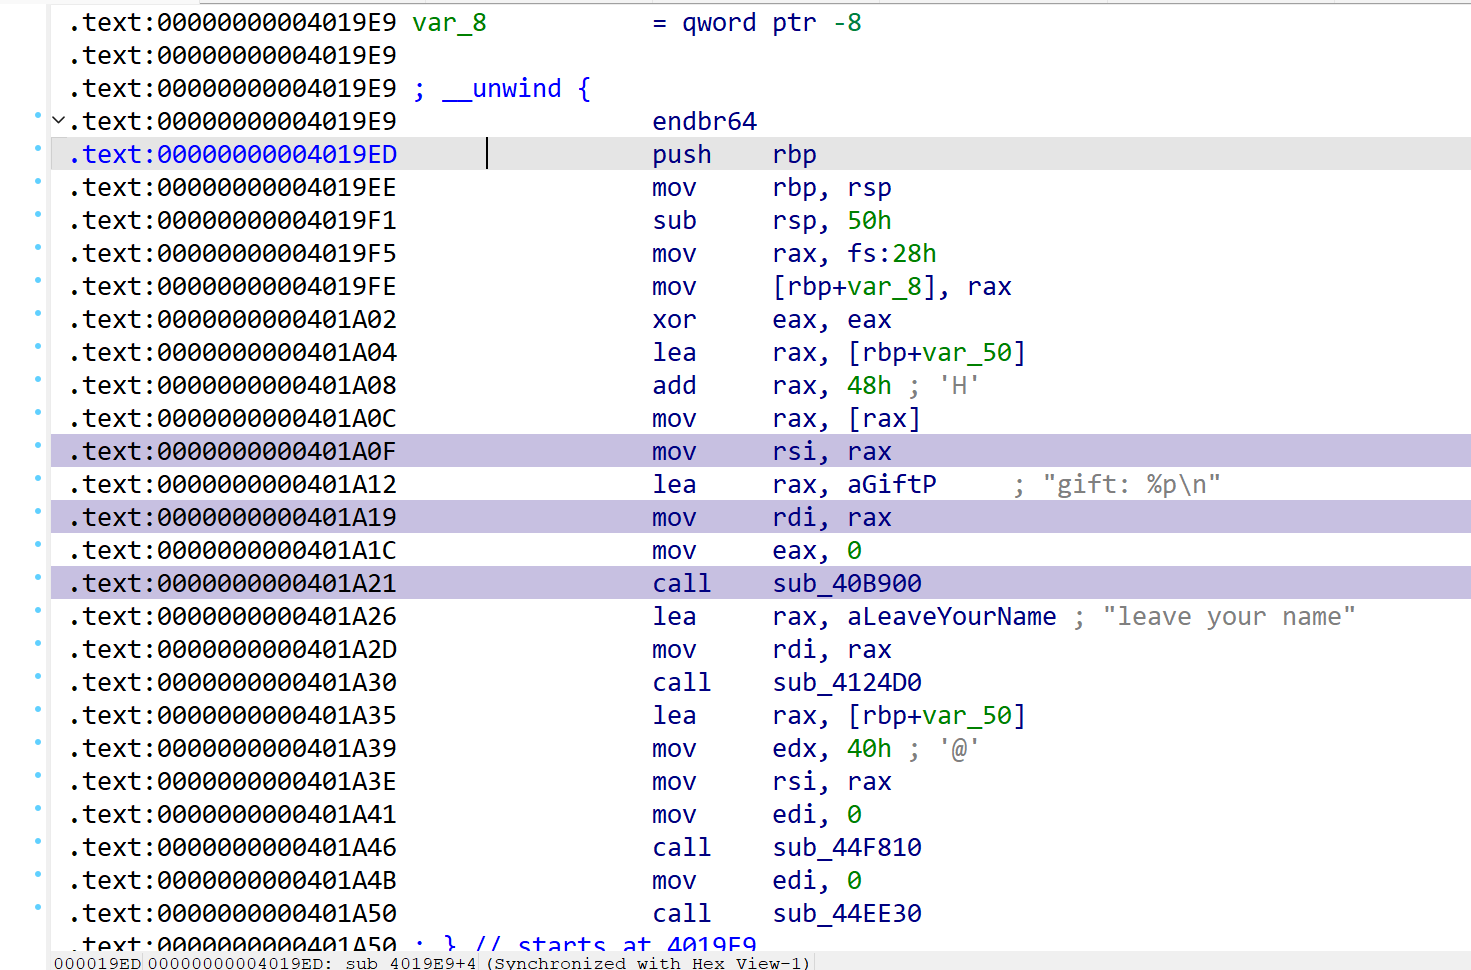 .text:00000000004019E9 var_8 = qword ptr -8
.text:00000000004019E9
.text:00000000004019E9 ; __unwind {
.text:00000000004019E9 endbr64
.text:00000000004019ED push rbp
.text:00000000004019EE mov rbp, rsp
.text:00000000004019F1 sub rsp, 50h
.text:00000000004019F5 mov rax, fs:28h
.text:00000000004019FE mov [rbp+var_8], rax
.text:0000000000401A02 xor eax, eax
.text:0000000000401A04 lea rax, [rbp+var_50]
.text:0000000000401A08 add rax, 48h ; 'H'
.text:0000000000401A0C mov rax, [rax]
.text:0000000000401A0F mov rsi, rax
.text:0000000000401A12 lea rax, aGiftP ; "gift: %p\n"
.text:0000000000401A19 mov rdi, rax
.text:0000000000401A1C mov eax, 0
.text:0000000000401A21 call sub_40B900
.text:0000000000401A26 lea rax, aLeaveYourName ; "leave your name"
.text:0000000000401A2D mov rdi, rax
.text:0000000000401A30 call sub_4124D0
.text:0000000000401A35 lea rax, [rbp+var_50]
.text:0000000000401A39 mov edx, 40h ; '@'
.text:0000000000401A3E mov rsi, rax
.text:0000000000401A41 mov edi, 0
.text:0000000000401A46 call sub_44F810
.text:0000000000401A4B mov edi, 0
.text:0000000000401A50 call sub_44EE30
.text:0000000000401A50 ; } // starts at 4019E9
000019ED 00000000004019ED: sub_4019E9+4 (Synchronized with Hex View-1)